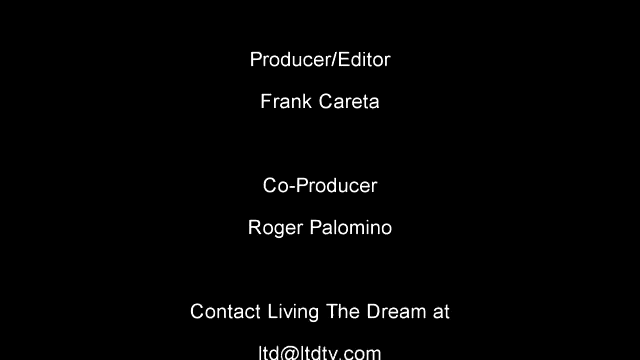 Producer/Editor
Frank Careta
Co-Producer
Roger Palomino
Contact Living The Dream at
ltd@ltdtv.com